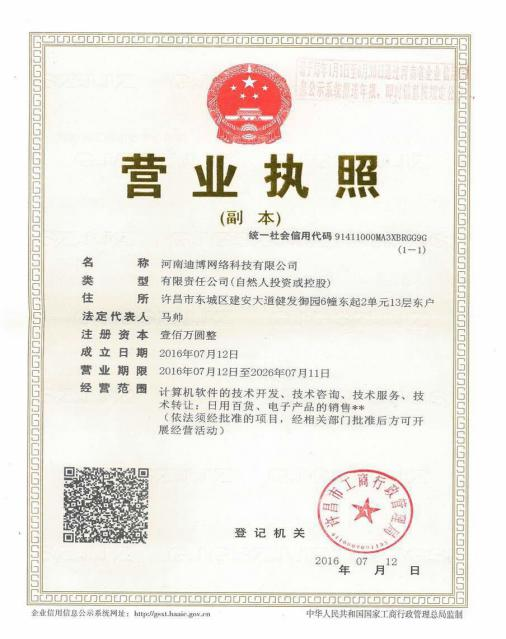 营业执照
(副 本)
统一社会信用代码 91411000MA3XBRGG9G
(1-1)
名 称 河南迪博网络科技有限公司
类 型 有限责任公司(自然人投资或控股)
住 所 许昌市东城区建安大道健发御园6幢东起2单元13层东户
法定代表人 马帅
注册资本 壹佰万圆整
成立日期 2016年07月12日
营业期限 2016年07月12日至2026年07月11日
经营范围 计算机软件的技术开发、技术咨询、技术服务、技
术转让；日用百货、电子产品的销售**
(依法须经批准的项目，经相关部门批准后方可开
展经营活动)
许昌市工商行政管理局
登记机关
2016 07 12
年 月 日
企业信用信息公示系统网址：http://gsxt.haaic.gov.cn 中华人民共和国国家工商行政管理总局监制